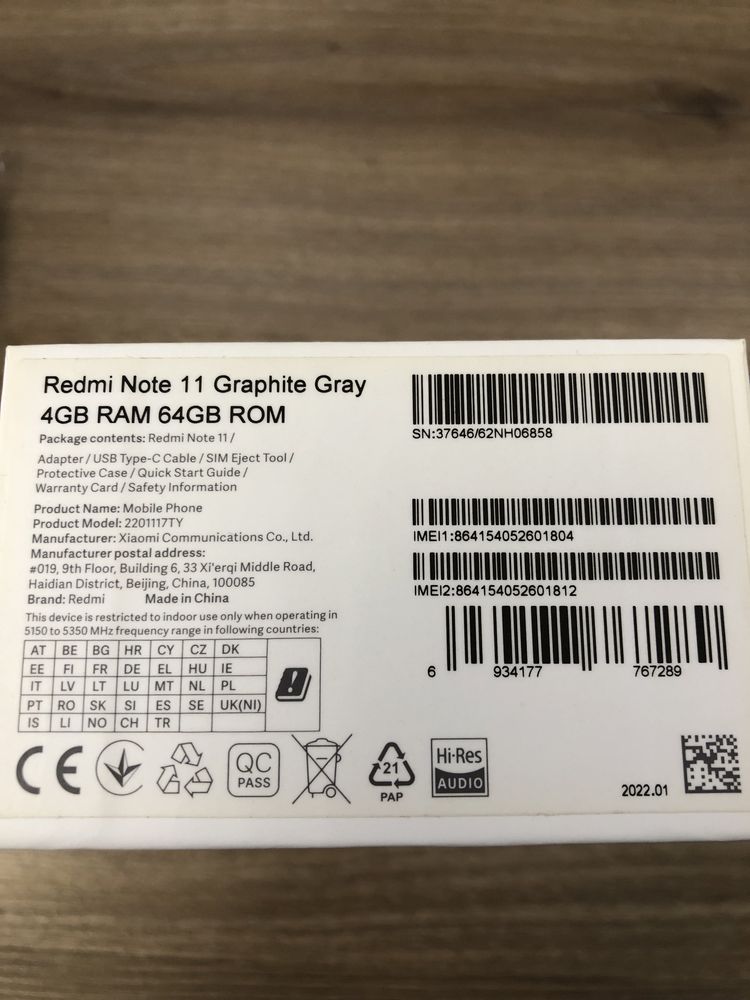 Redmi Note 11 Graphite Gray
4GB RAM 64GB ROM
Package contents: Redmi Note 11 /
Adapter / USB Type-C Cable / SIM Eject Tool /
Protective Case / Quick Start Guide /
Warranty Card / Safety Information
Product Name: Mobile Phone
Product Model: 2201117TY
Manufacturer: Xiaomi Communications Co., Ltd.
Manufacturer postal address:
#019, 9th Floor, Building 6, 33 Xi'erqi Middle Road,
Haidian District, Beijing, China, 100085
Brand: Redmi Made in China
This device is restricted to indoor use only when operating in
5150 to 5350 MHz frequency range in following countries:
AT BE BG HR CY CZ DK
EE FI FR DE EL HU IE
IT LV LT LU MT NL PL
PT RO SK SI ES SE UK(NI)
IS LI NO CH TR
CE
QC
PASS
21
PAP
Hi-Res
AUDIO
SN:37646/62NH06858
IMEI1:864154052601804
IMEI2:864154052601812
6 934177 767289
2022.01